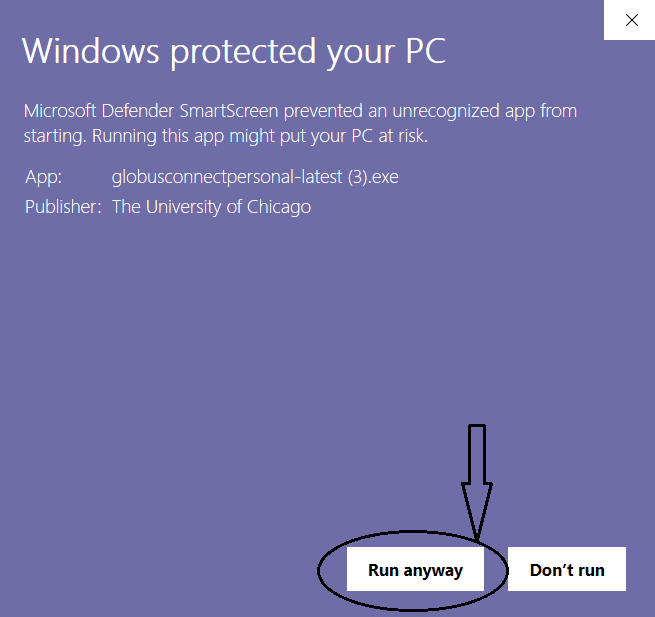 Windows protected your PC
Microsoft Defender SmartScreen prevented an unrecognized app from
starting. Running this app might put your PC at risk.
App: globusconnectpersonal-latest (3).exe
Publisher: The University of Chicago
Run anyway Don’t run